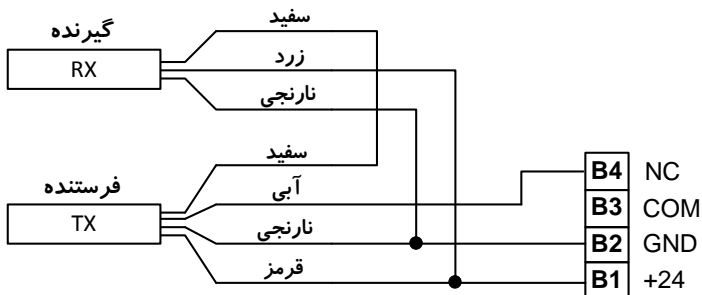 گیرنده
RX
سفید
زرد
نارنجی
فرستنده
TX
سفید
آبی
نارنجی
قرمز
B4 NC
B3 COM
B2 GND
B1 +24